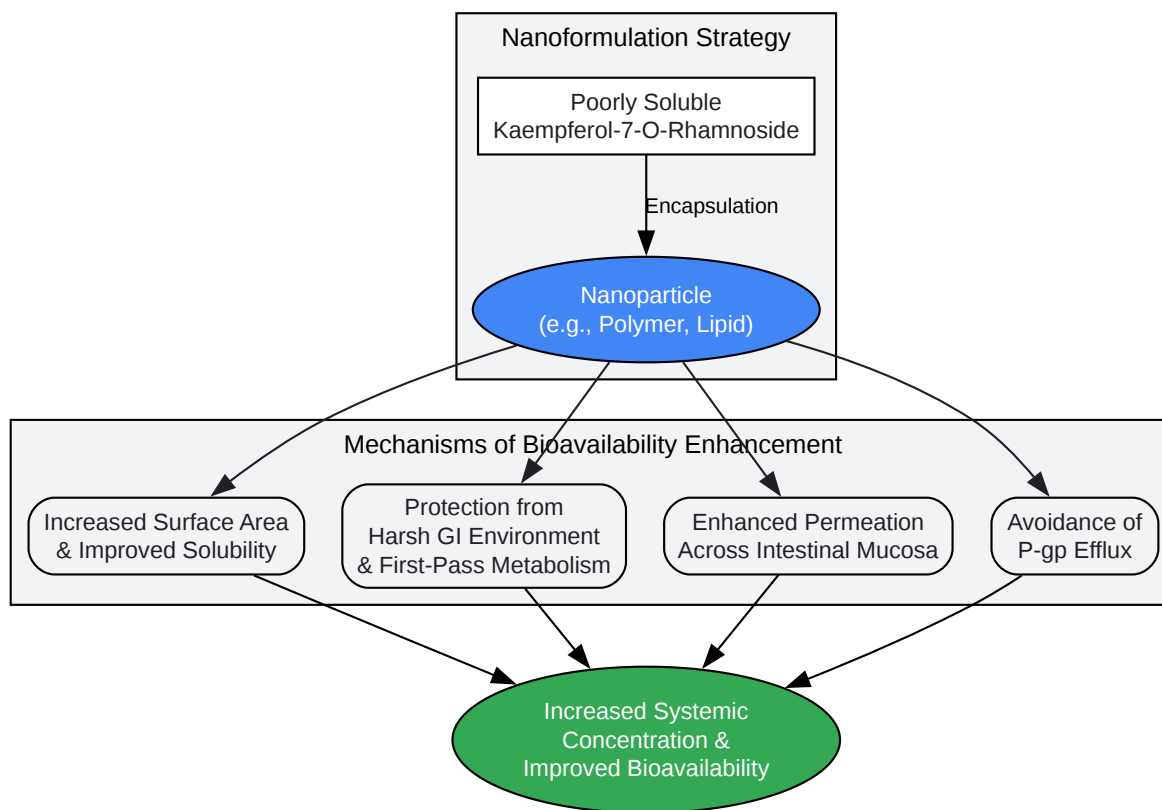 Nanoformulation Strategy
Poorly Soluble
Kaempferol-7-O-Rhamnoside
Encapsulation
Nanoparticle
(e.g., Polymer, Lipid)
Mechanisms of Bioavailability Enhancement
Increased Surface Area
& Improved Solubility
Protection from
Harsh GI Environment
& First-Pass Metabolism
Enhanced Permeation
Across Intestinal Mucosa
Avoidance of
P-gp Efflux
Increased Systemic
Concentration &
Improved Bioavailability